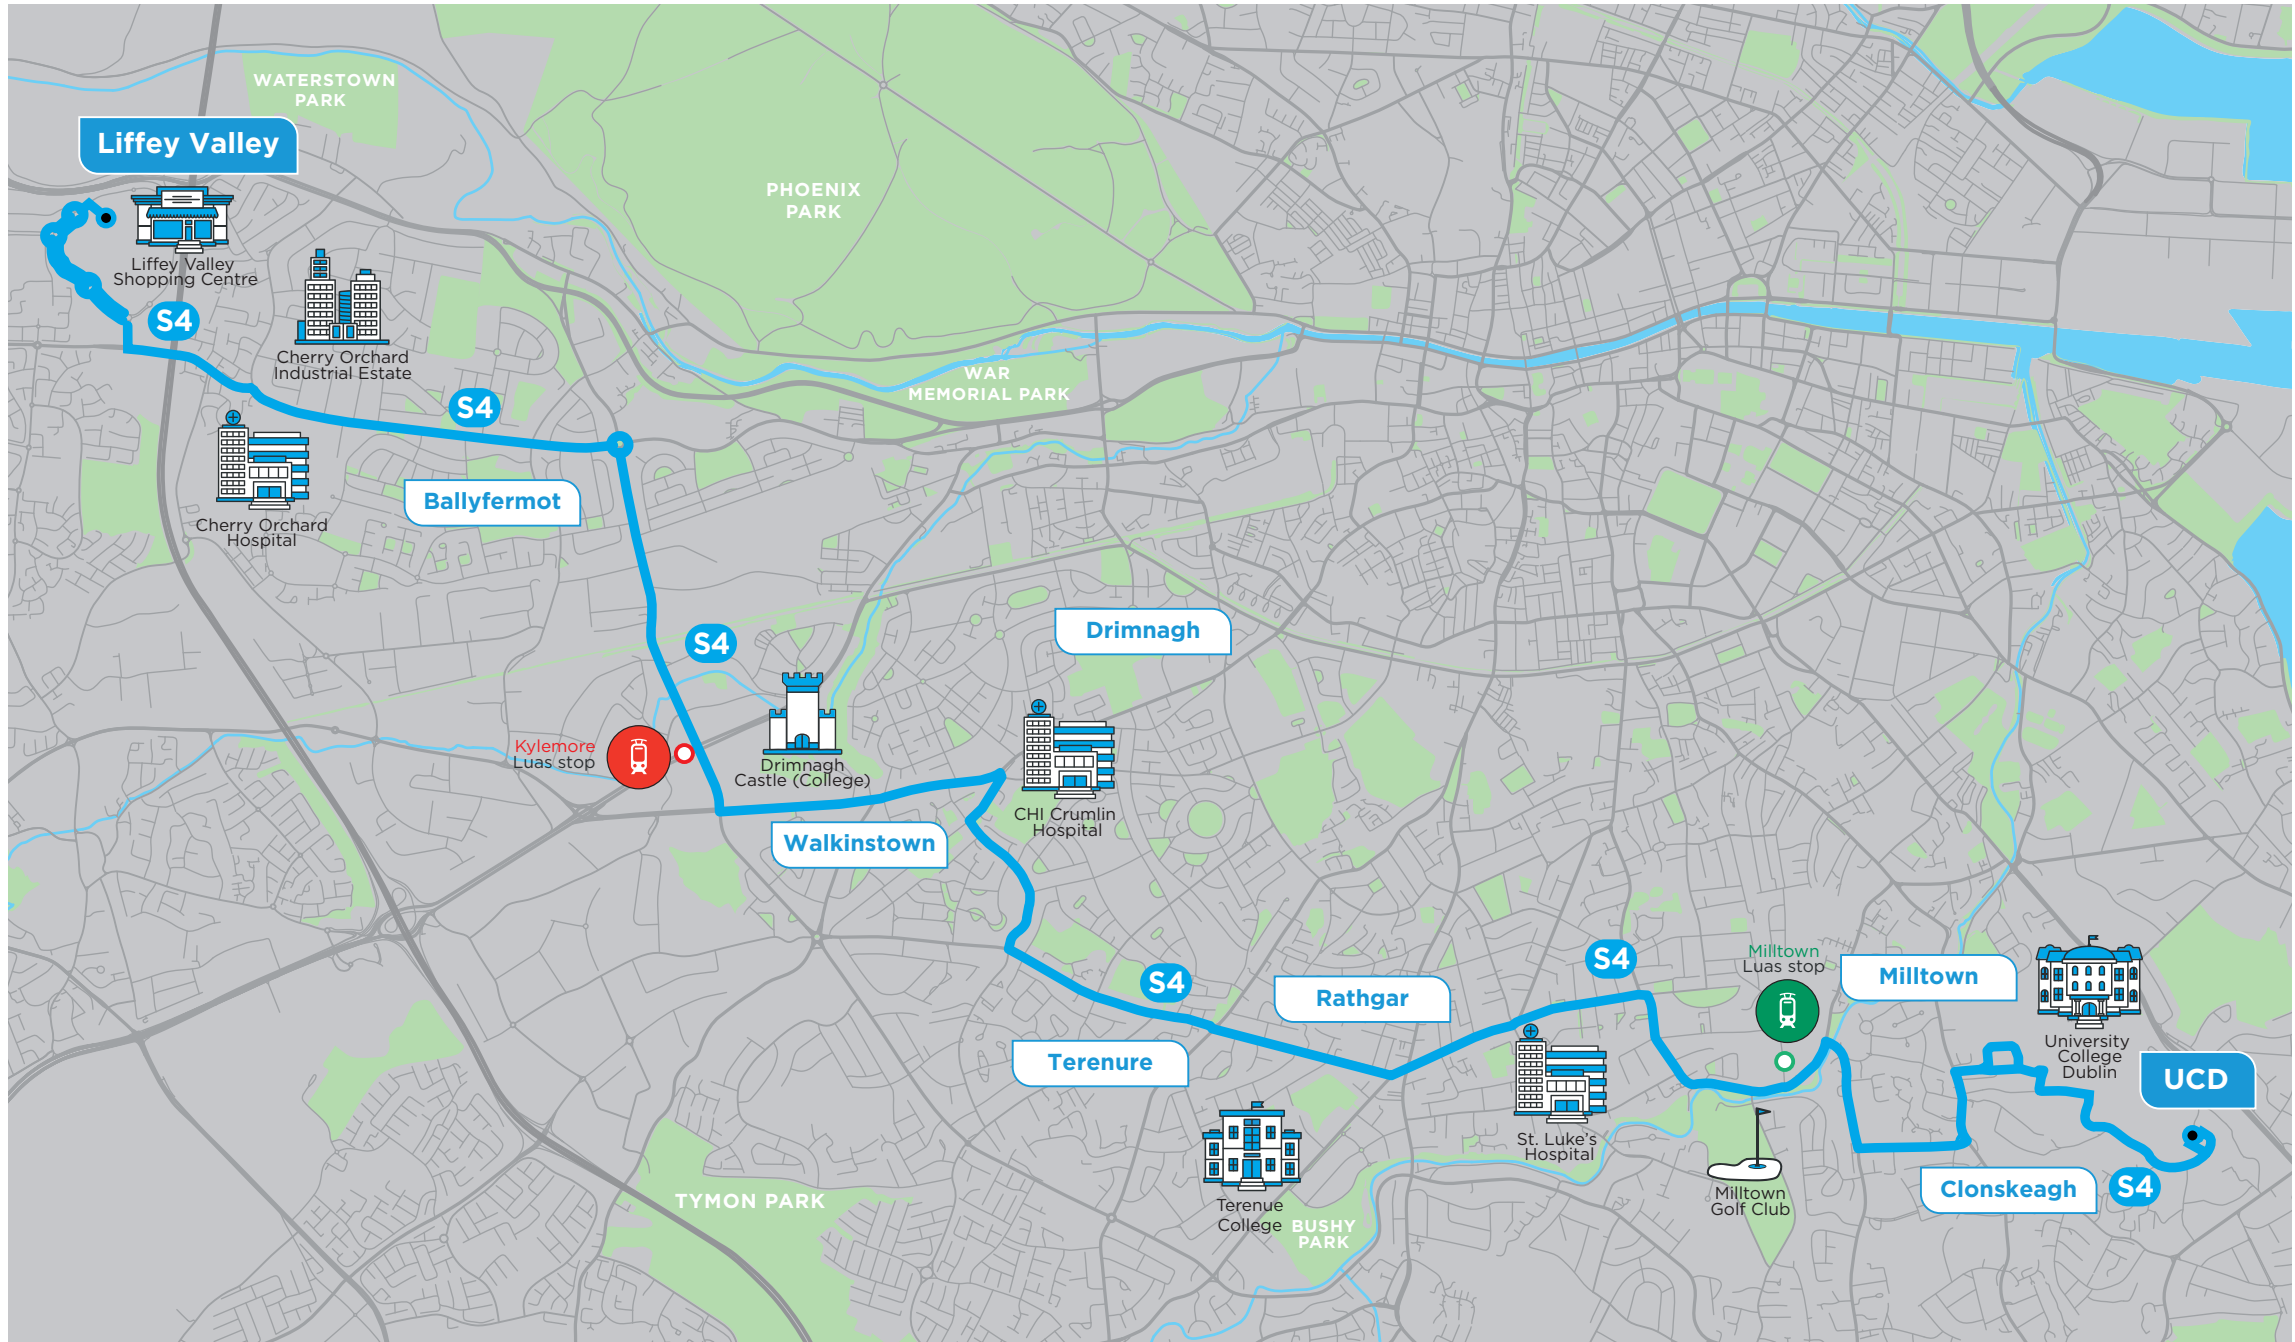 WATERSTOWN
PARK
Liffey Valley
PHOENIX
PARK
Liffey Valley
Shopping Centre
S4
Cherry Orchard
Industrial Estate
WAR
MEMORIAL PARK
S4
Cherry Orchard
Hospital
Ballyfermot
Drimnagh
S4
Kylemore
Luas stop
Drimnagh
Castle (College)
CHI Crumlin
Hospital
Walkinstown
S4
Rathgar
S4
Milltown
Luas stop
Milltown
Terenure
University
College
Dublin
UCD
St. Luke's
Hospital
Milltown
Golf Club
Clonskeagh
S4
TYMON PARK
Terenue
College
BUSHY
PARK